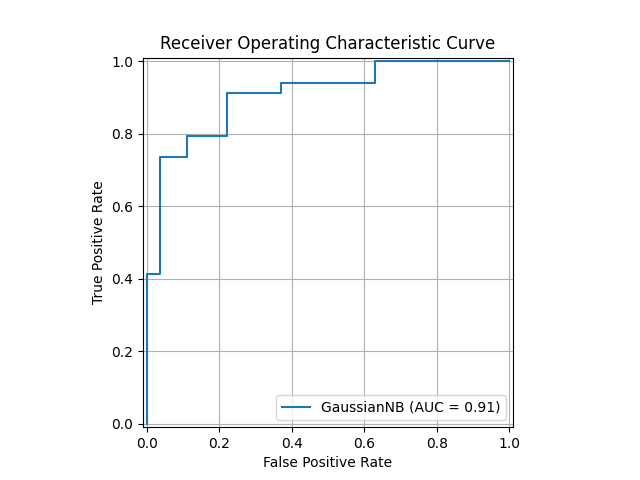 Receiver Operating Characteristic Curve
1.0
0.8
0.6
0.4
0.2
0.0
True Positive Rate
GaussianNB (AUC = 0.91)
0.0 0.2 0.4 0.6 0.8 1.0
False Positive Rate